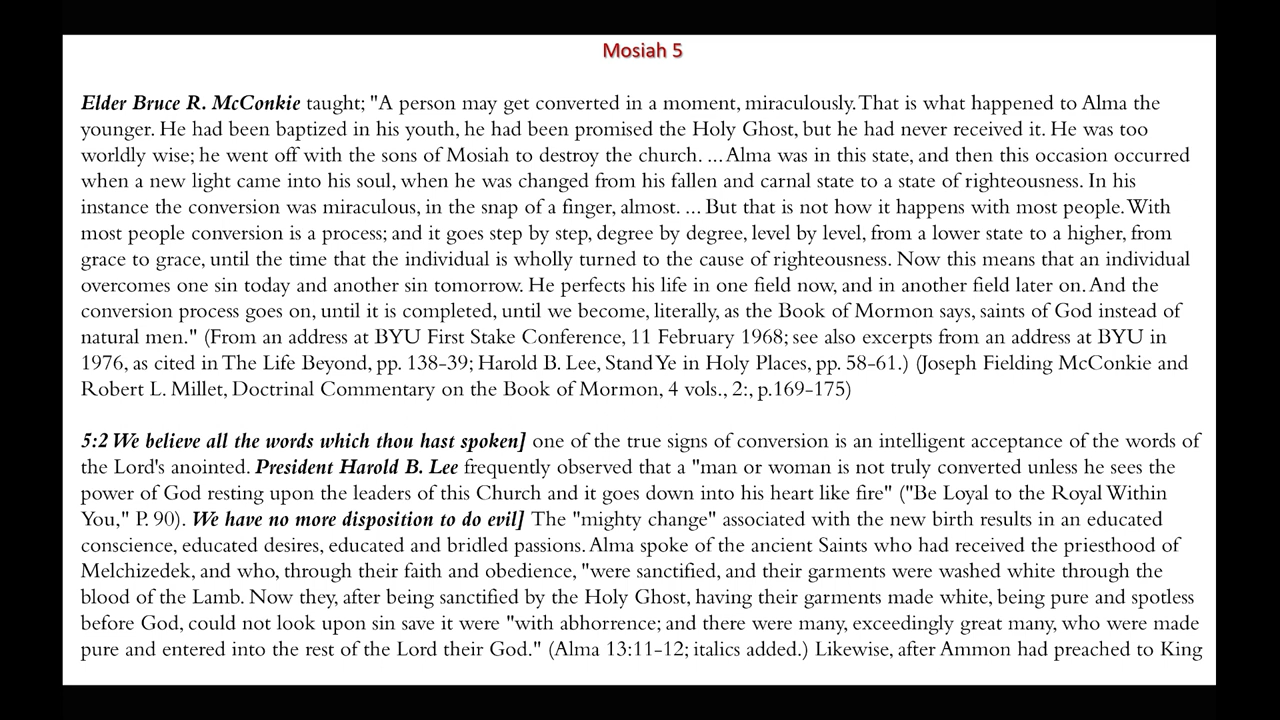 Mosiah 5
Elder Bruce R. McConkie taught; "A person may get converted in a moment, miraculously. That is what happened to Alma the
younger. He had been baptized in his youth, he had been promised the Holy Ghost, but he had never received it. He was too
worldly wise; he went off with the sons of Mosiah to destroy the church. ... Alma was in this state, and then this occasion occurred
when a new light came into his soul, when he was changed from his fallen and carnal state to a state of righteousness. In his
instance the conversion was miraculous, in the snap of a finger, almost. ... But that is not how it happens with most people. With
most people conversion is a process; and it goes step by step, degree by degree, level by level, from a lower state to a higher, from
grace to grace, until the time that the individual is wholly turned to the cause of righteousness. Now this means that an individual
overcomes one sin today and another sin tomorrow. He perfects his life in one field now, and in another field later on. And the
conversion process goes on, until it is completed, until we become, literally, as the Book of Mormon says, saints of God instead of
natural men." (From an address at BYU First Stake Conference, 11 February 1968; see also excerpts from an address at BYU in
1976, as cited in The Life Beyond, pp. 138-39; Harold B. Lee, Stand Ye in Holy Places, pp. 58-61.) (Joseph Fielding McConkie and
Robert L. Millet, Doctrinal Commentary on the Book of Mormon, 4 vols., 2:, p.169-175)
5:2 We believe all the words which thou hast spoken] one of the true signs of conversion is an intelligent acceptance of the words of
the Lord's anointed. President Harold B. Lee frequently observed that a "man or woman is not truly converted unless he sees the
power of God resting upon the leaders of this Church and it goes down into his heart like fire" ("Be Loyal to the Royal Within
You," P. 90). We have no more disposition to do evil] The "mighty change" associated with the new birth results in an educated
conscience, educated desires, educated and bridled passions. Alma spoke of the ancient Saints who had received the priesthood of
Melchizedek, and who, through their faith and obedience, "were sanctified, and their garments were washed white through the
blood of the Lamb. Now they, after being sanctified by the Holy Ghost, having their garments made white, being pure and spotless
before God, could not look upon sin save it were "with abhorrence; and there were many, exceedingly great many, who were made
pure and entered into the rest of the Lord their God." (Alma 13:11-12; italics added.) Likewise, after Ammon had preached to King